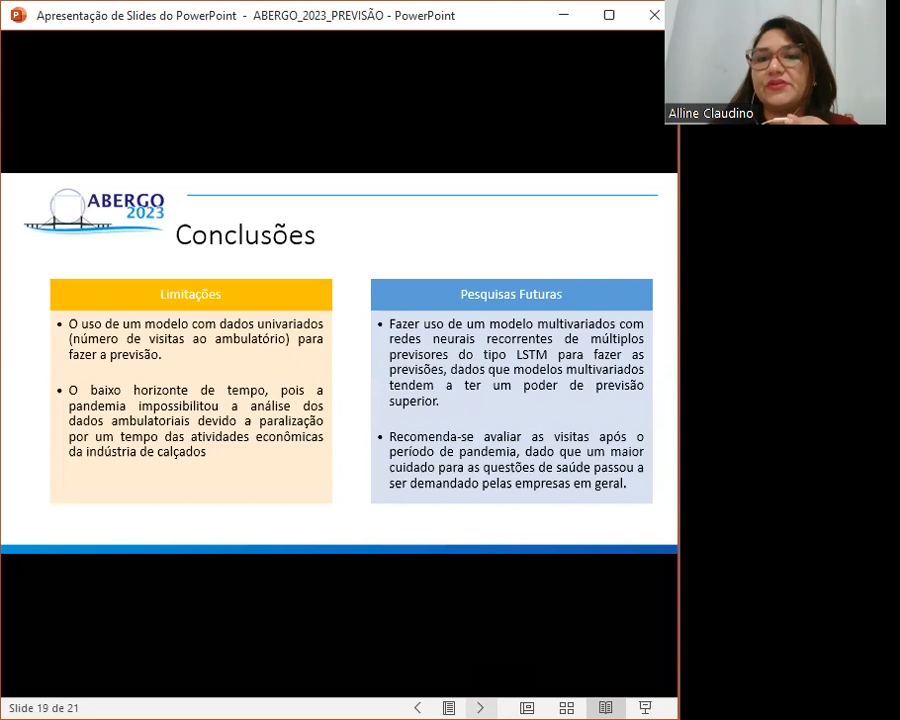 Apresentação de Slides do PowerPoint - ABERGO_2023_PREVISÃO - PowerPoint
Alline Claudino
ABERGO
2023
Conclusões
Limitações
• O uso de um modelo com dados univariados
(número de visitas ao ambulatório) para
fazer a previsão.
• O baixo horizonte de tempo, pois a
pandemia impossibilitou a análise dos
dados ambulatoriais devido a paralização
por um tempo das atividades econômicas
da indústria de calçados
Pesquisas Futuras
• Fazer uso de um modelo multivariados com
redes neurais recorrentes de múltiplos
previsores do tipo LSTM para fazer as
previsões, dados que modelos multivariados
tendem a ter um poder de previsão
superior.
• Recomenda-se avaliar as visitas após o
período de pandemia, dado que um maior
cuidado para as questões de saúde passou a
ser demandado pelas empresas em geral.
Slide 19 de 21